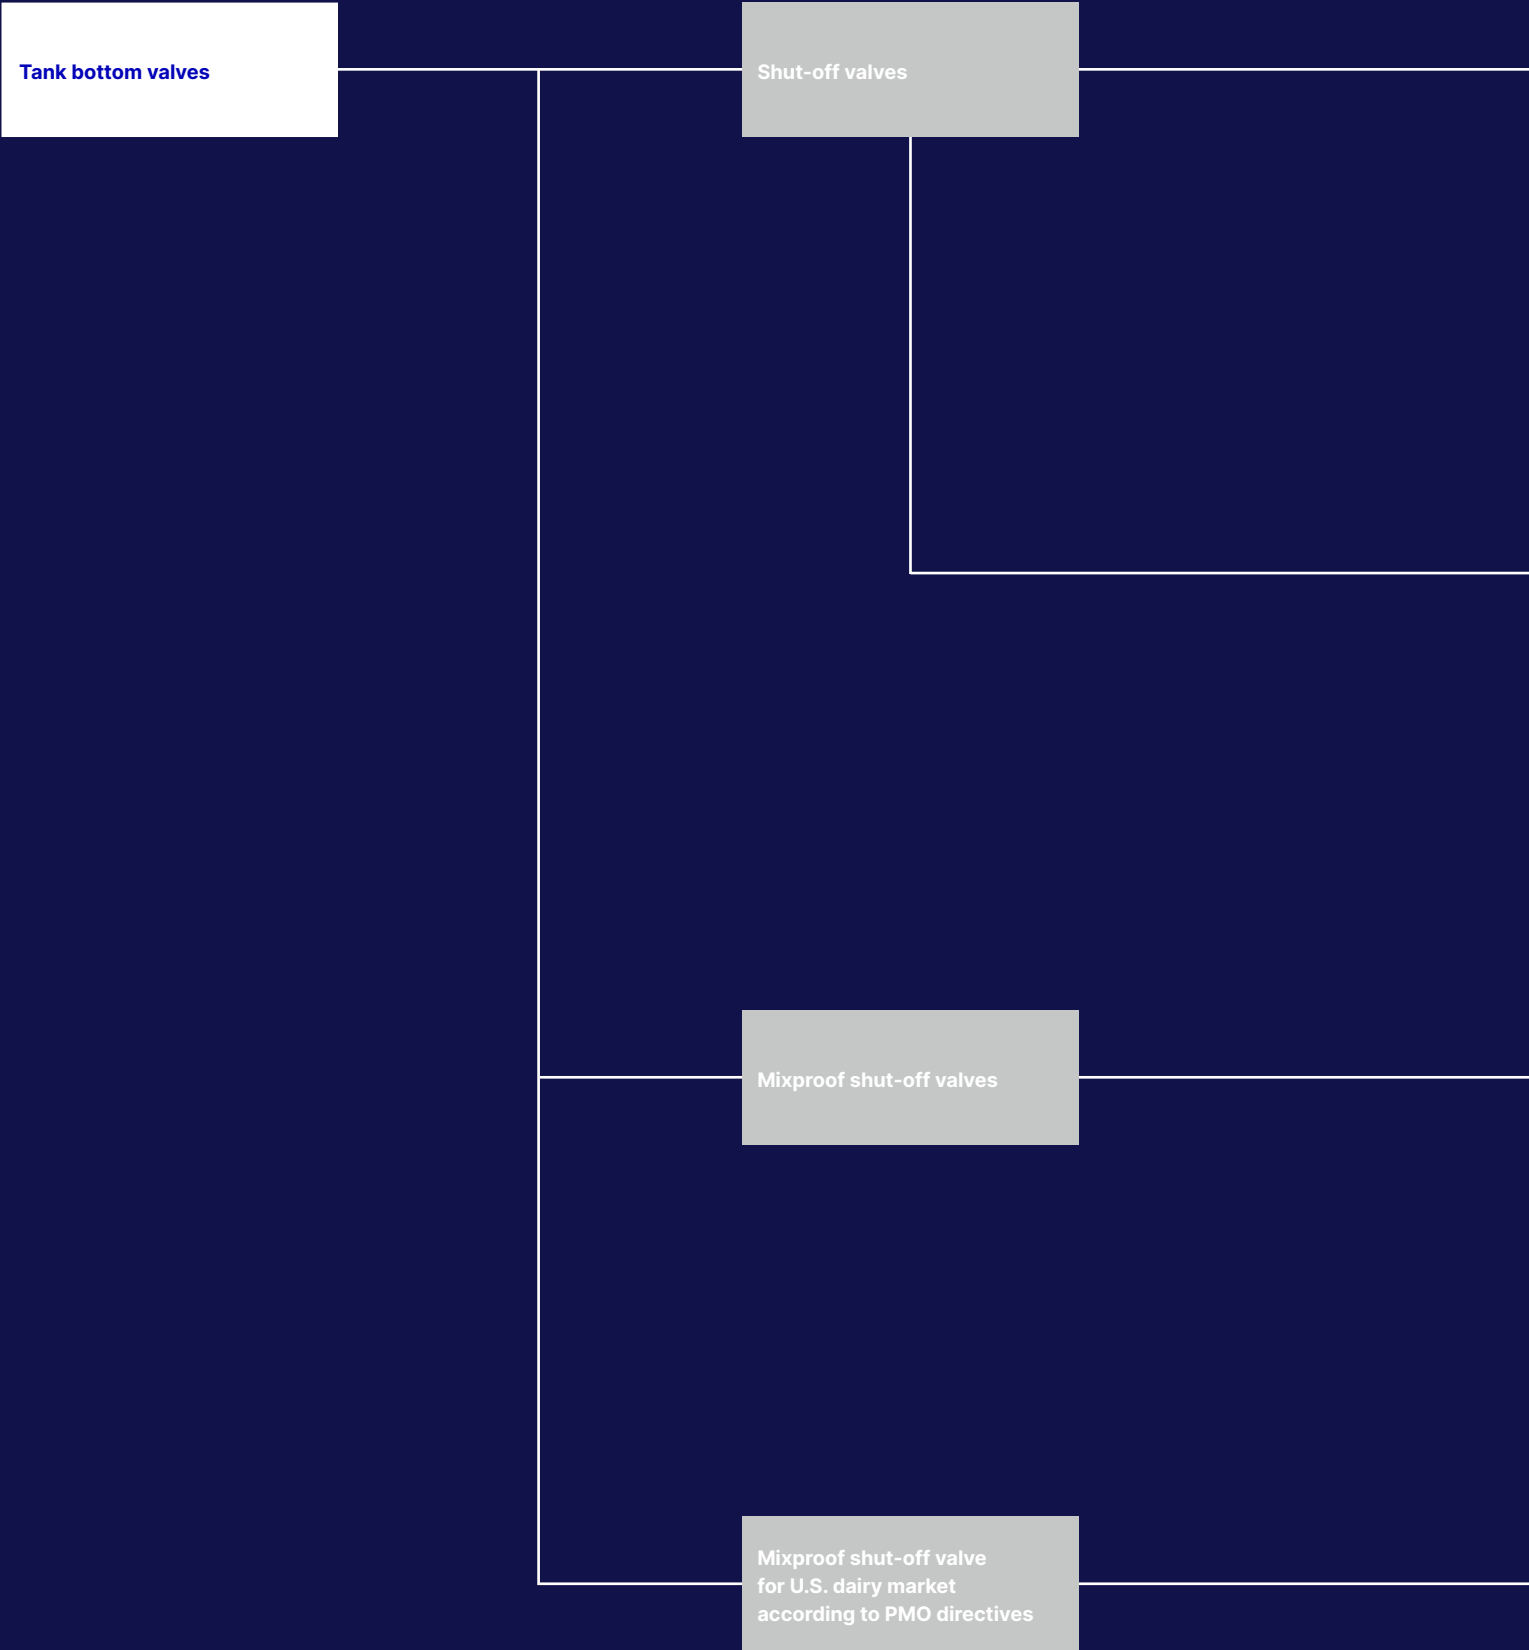 Tank bottom valves
Shut-off valves
Mixproof shut-off valves
Mixproof shut-off valve
for U.S. dairy market
according to PMO directives